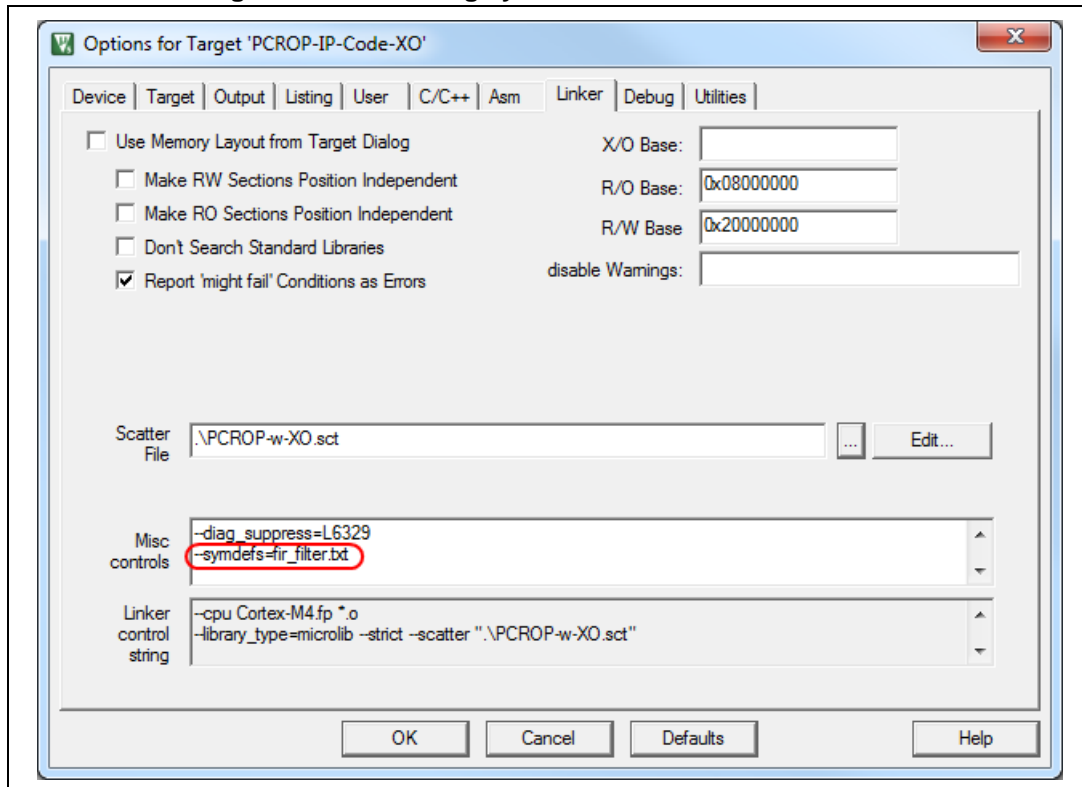 Options for Target 'PCROP-IP-Code-XO'
Device Target Output Listing User C/C++ Asm Linker Debug Utilities
Use Memory Layout from Target Dialog
X/O Base:
Make RW Sections Position Independent
R/O Base: 0x08000000
Make RO Sections Position Independent
R/W Base 0x20000000
Don't Search Standard Libraries
disable Warnings:
Report 'might fail' Conditions as Errors
Scatter
File
.\PCROP-w-XO.sct
...
Edit...
Misc
controls
--diag_suppress=L6329
--symdefs=fir_filter.txt
Linker
control
string
--cpu Cortex-M4.fp *.o
--library_type=microlib --strict --scatter ".\PCROP-w-XO.sct"
OK Cancel Defaults Help